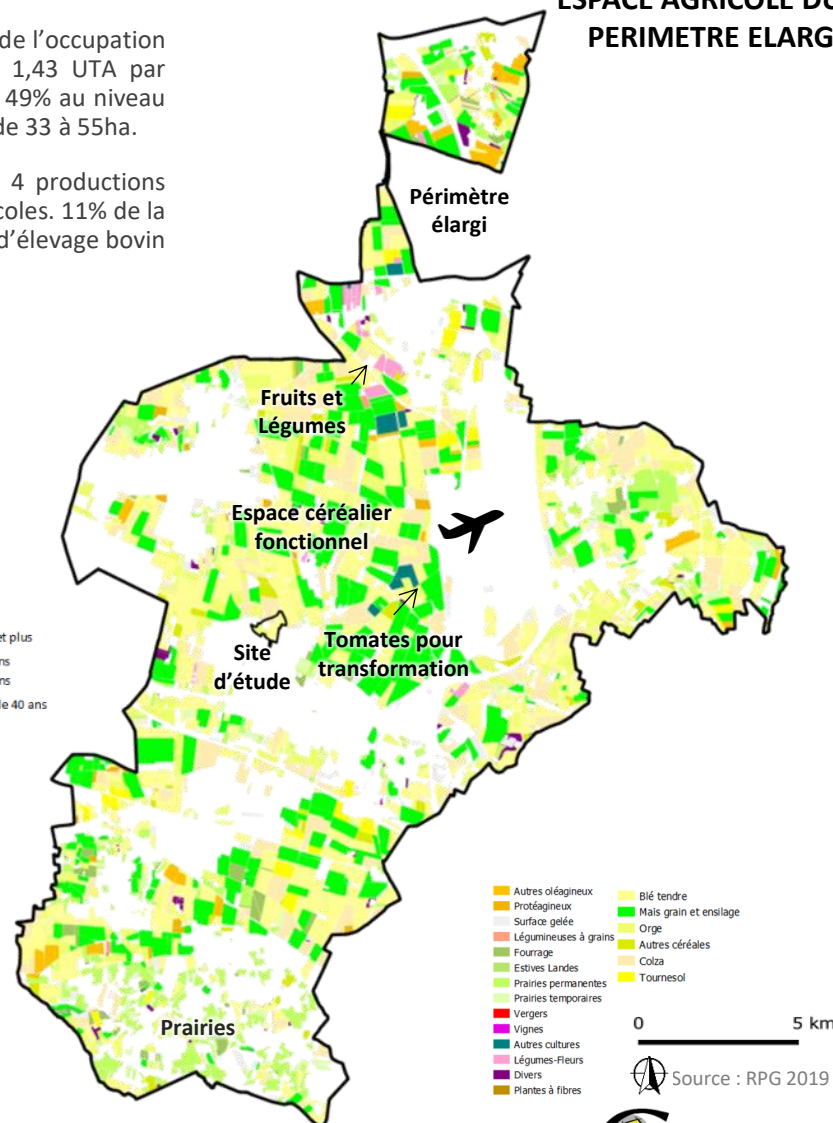 ESPACE AGRICOLE DU
PERIMETRE ELARG
de l’occupation
1,43 UTA par
49% au niveau
de 33 à 55ha.
4 productions
coles. 11% de la
d’élevage bovin
Périmètre
élargi
Fruits et
Légumes
Espace céréalier
fonctionnel
Site
d’étude
Tomates pour
transformation
et plus
ns
ns
de 40 ans
Prairies
Autres oléagineux
Protéagineux
Surface gelée
Légumineuses à grains
Fourrage
Estives Landes
Prairies permanentes
Prairies temporaires
Vergers
Vignes
Autres cultures
Légumes-Fleurs
Divers
Plantes à fibres
Blé tendre
Mais grain et ensilage
Orge
Autres céréales
Colza
Tournesol
0 5 km
Source : RPG 2019